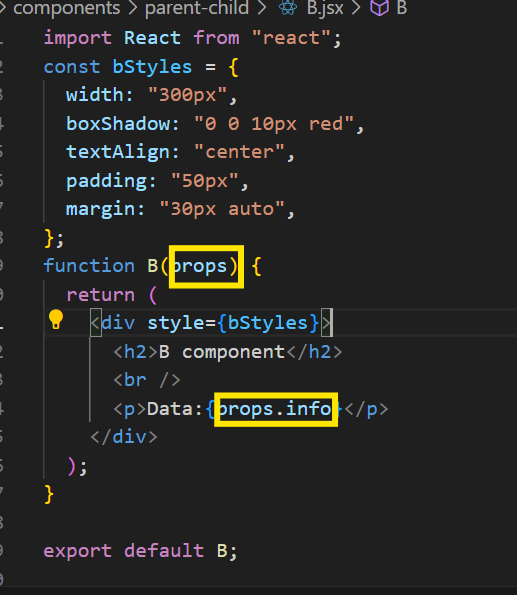 components > parent-child > B.jsx > B
import React from "react";
const bStyles = {
  width: "300px",
  boxShadow: "0 0 10px red",
  textAlign: "center",
  padding: "50px",
  margin: "30px auto",
};
function B(props) {
  return (
    <div style={bStyles}>
      <h2>B component</h2>
      <br />
      <p>Data:{props.info}</p>
    </div>
  );
}
export default B;